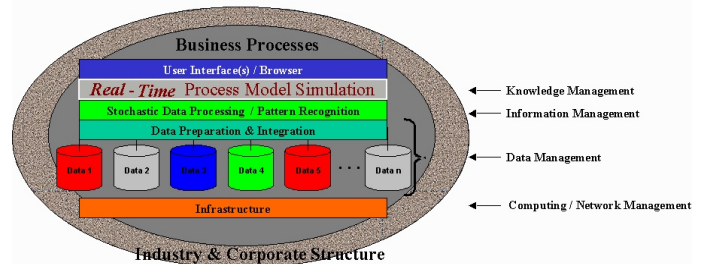 Business Processes
User Interface(s) / Browser
Real - Time Process Model Simulation
Knowledge Management
Stochastic Data Processing / Pattern Recognition
Information Management
Data Preparation & Integration
Data 1
Data 2
Data 3
Data 4
Data 5
Data n
Data Management
Infrastructure
Computing / Network Management
Industry & Corporate Structure